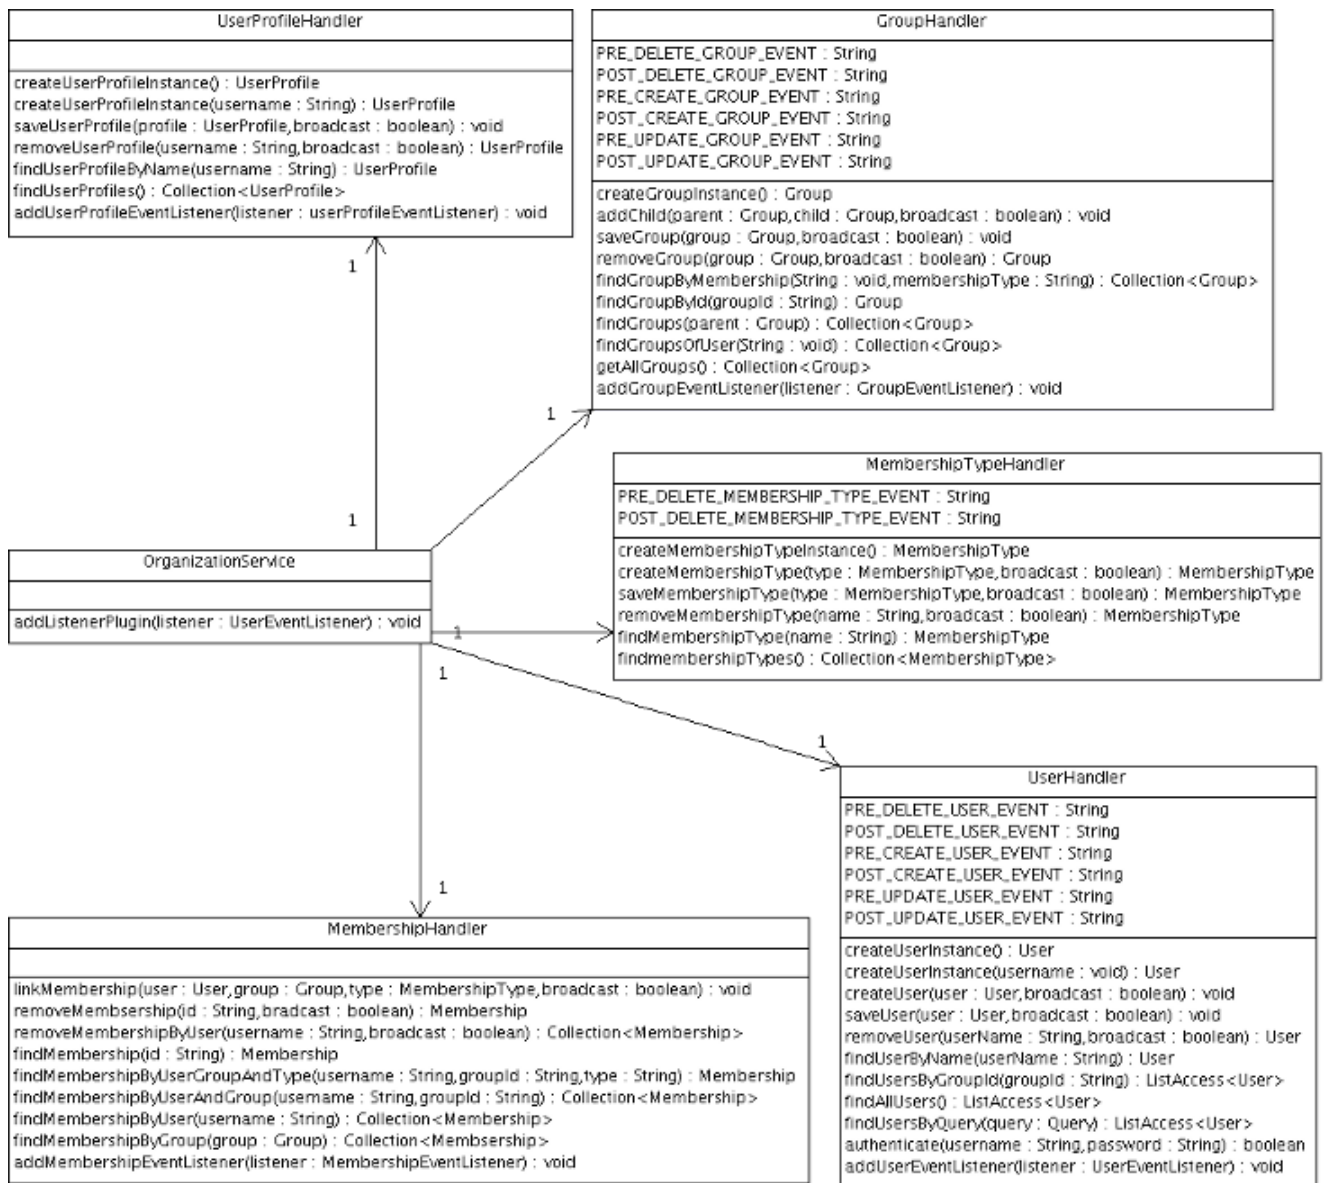 UserProfileHandler
createUserProfileInstance() : UserProfile
createUserProfileInstance(username : String) : UserProfile
saveUserProfile(profile : UserProfile,broadcast : boolean) : void
removeUserProfile(username : String,broadcast : boolean) : UserProfile
findUserProfileByName(username : String) : UserProfile
findUserProfiles() : Collection<UserProfile>
addUserProfileEventListener(listener : userProfileEventListener) : void
GroupHandler
PRE_DELETE_GROUP_EVENT : String
POST_DELETE_GROUP_EVENT : String
PRE_CREATE_GROUP_EVENT : String
POST_CREATE_GROUP_EVENT : String
PRE_UPDATE_GROUP_EVENT : String
POST_UPDATE_GROUP_EVENT : String
createGroupInstance() : Group
addChild(parent : Group,child : Group,broadcast : boolean) : void
saveGroup(group : Group,broadcast : boolean) : void
removeGroup(group : Group,broadcast : boolean) : Group
findGroupByMembership(String : void,membershipType : String) : Collection<Group>
findGroupById(groupId : String) : Group
findGroups(parent : Group) : Collection<Group>
findGroupsOfUser(String : void) : Collection<Group>
getAllGroups() : Collection<Group>
addGroupEventListener(listener : GroupEventListener) : void
1
1
1
MembershipTypeHandler
PRE_DELETE_MEMBERSHIP_TYPE_EVENT : String
POST_DELETE_MEMBERSHIP_TYPE_EVENT : String
createMembershipTypeInstance() : MembershipType
createMembershipType(type : MembershipType,broadcast : boolean) : MembershipType
saveMembershipType(type : MembershipType,broadcast : boolean) : MembershipType
removeMembershipType(name : String,broadcast : boolean) : MembershipType
findMembershipType(name : String) : MembershipType
findmembershipTypes() : Collection<MembershipType>
OrganizationService
addListenerPlugin(listener : UserEventListener) : void
1
1
1
1
UserHandler
PRE_DELETE_USER_EVENT : String
POST_DELETE_USER_EVENT : String
PRE_CREATE_USER_EVENT : String
POST_CREATE_USER_EVENT : String
PRE_UPDATE_USER_EVENT : String
POST_UPDATE_USER_EVENT : String
createUserInstance() : User
createUserInstance(username : void) : User
createUser(user : User,broadcast : boolean) : void
saveUser(user : User,broadcast : boolean) : void
removeUser(userName : String,broadcast : boolean) : User
findUserByName(userName : String) : User
findUsersByGroupId(groupId : String) : ListAccess<User>
findAllUsers() : ListAccess<User>
findUsersByQuery(query : Query) : ListAccess<User>
authenticate(username : String,password : String) : boolean
addUserEventListener(listener : UserEventListener) : void
MembershipHandler
linkMembership(user : User,group : Group,type : MembershipType,broadcast : boolean) : void
removeMembsership(id : String,bradcast : boolean) : Membership
removeMembershipByUser(username : String,broadcast : boolean) : Collection<Membership>
findMembership(id : String) : Membership
findMembershipByUserGroupAndType(username : String,groupId : String,type : String) : Membership
findMembershipByUserAndGroup(username : String,groupId : String) : Collection<Membership>
findMembershipByUser(username : String) : Collection<Membership>
findMembershipByGroup(group : Group) : Collection<Membsership>
addMembershipEventListener(listener : MembershipEventListener) : void